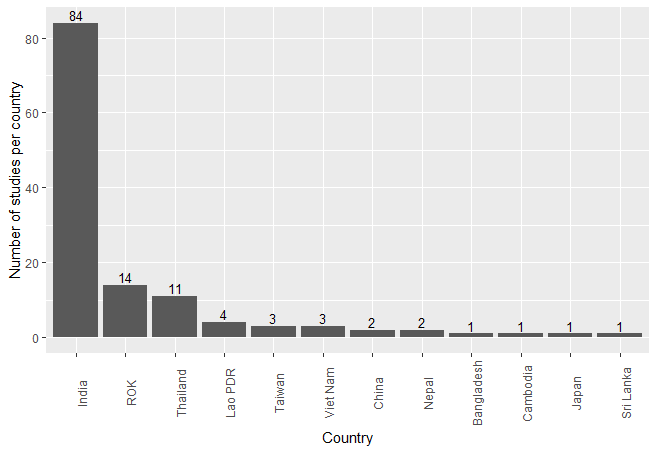 Number of studies per country
80
60
40
20
0
84
14
11
4
3
3
2
2
1
1
1
1
India
ROK
Thailand
Lao PDR
Taiwan
Viet Nam
China
Nepal
Bangladesh
Cambodia
Japan
Sri Lanka
Country